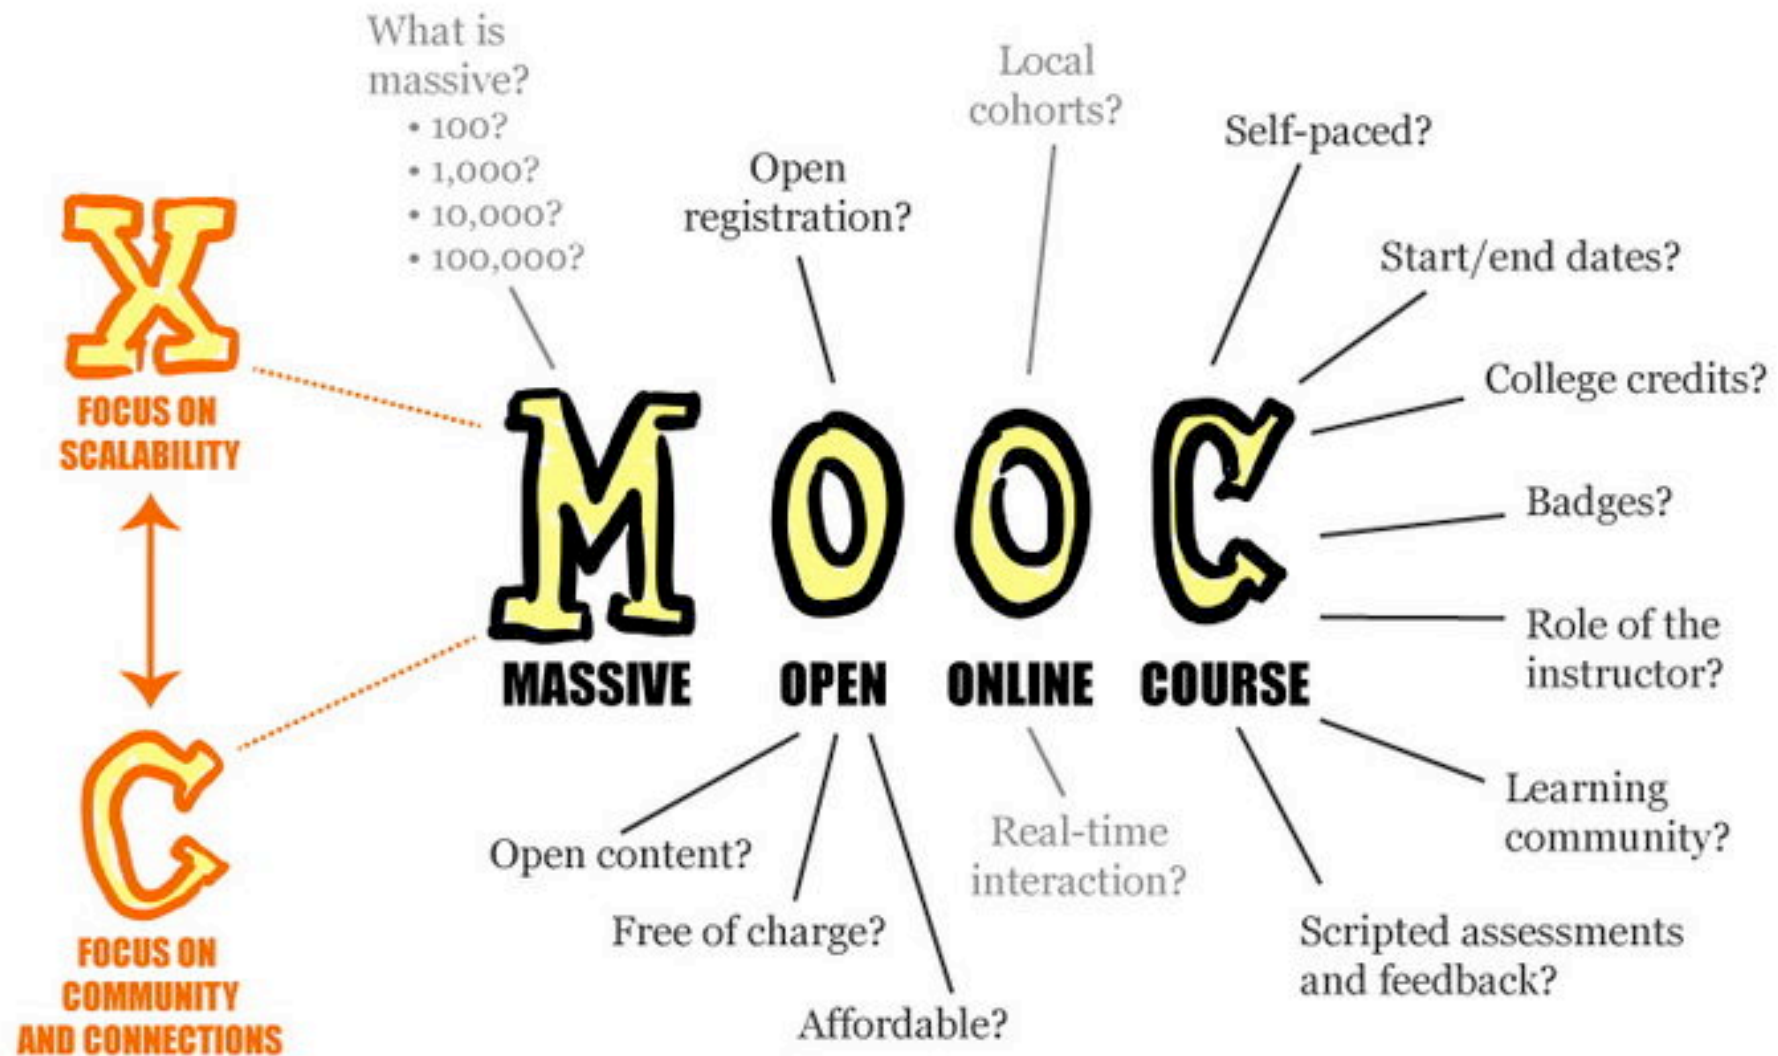 What is
massive?
• 100?
• 1,000?
• 10,000?
• 100,000?
Open
registration?
Local
cohorts?
Self-paced?
Start/end dates?
College credits?
Badges?
Role of the
instructor?
Learning
community?
Scripted assessments
and feedback?
X
FOCUS ON
SCALABILITY
C
FOCUS ON
COMMUNITY
AND CONNECTIONS
MOOC
MASSIVE OPEN ONLINE COURSE
Open content?
Free of charge?
Affordable?
Real-time
interaction?